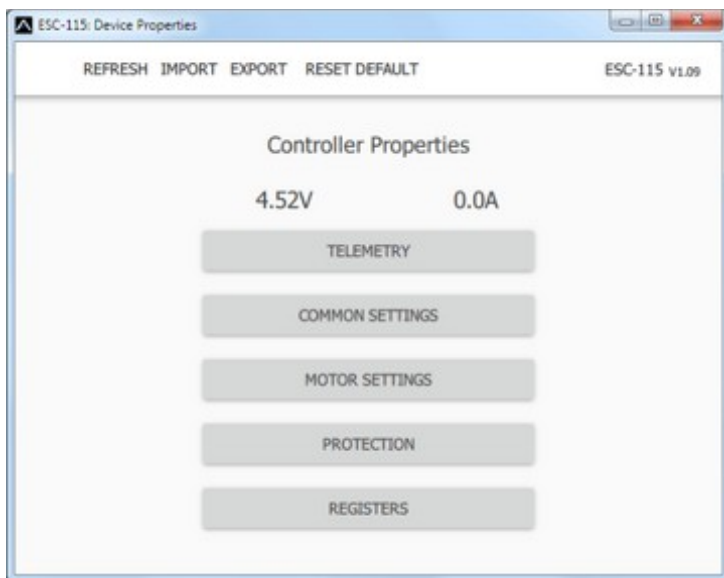 ESC-115: Device Properties
REFRESH IMPORT EXPORT RESET DEFAULT ESC-115 V1.09
Controller Properties
4.52V 0.0A
TELEMETRY
COMMON SETTINGS
MOTOR SETTINGS
PROTECTION
REGISTERS